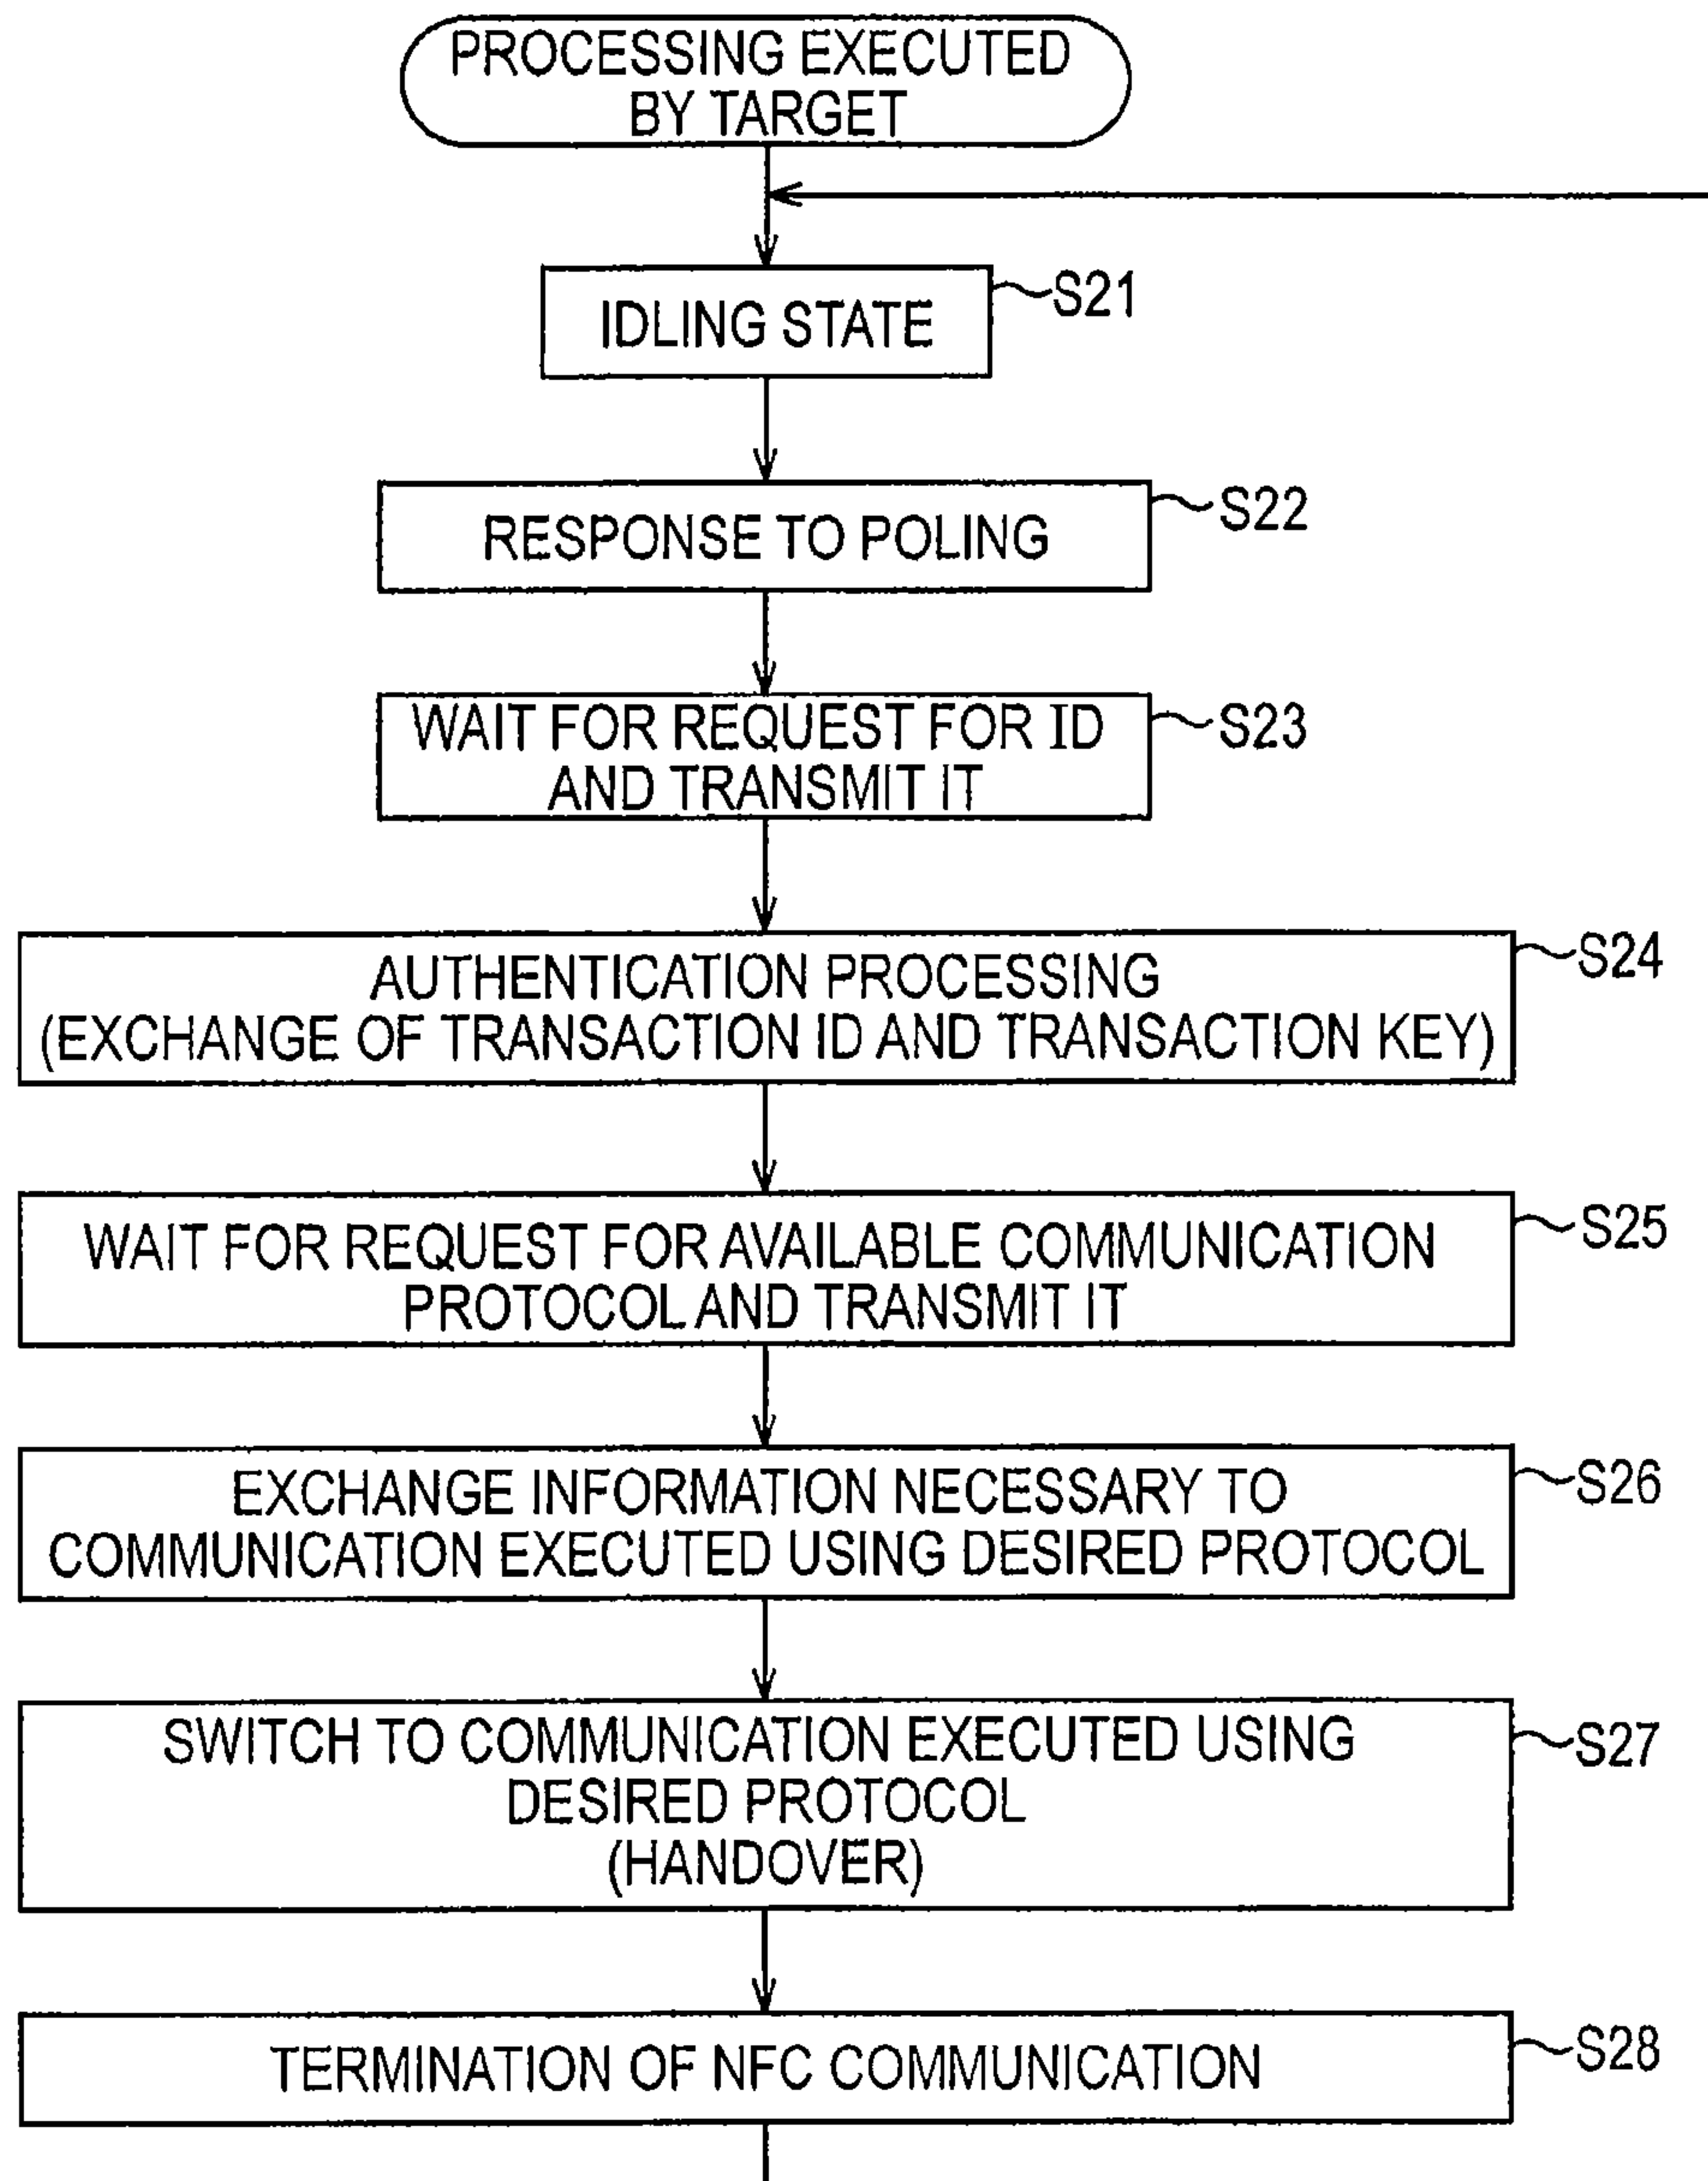 PROCESSING EXECUTED
BY TARGET
IDLING STATE
S21
RESPONSE TO POLING
S22
WAIT FOR REQUEST FOR ID
AND TRANSMIT IT
S23
AUTHENTICATION PROCESSING
(EXCHANGE OF TRANSACTION ID AND TRANSACTION KEY)
S24
WAIT FOR REQUEST FOR AVAILABLE COMMUNICATION
PROTOCOL AND TRANSMIT IT
S25
EXCHANGE INFORMATION NECESSARY TO
COMMUNICATION EXECUTED USING DESIRED PROTOCOL
S26
SWITCH TO COMMUNICATION EXECUTED USING
DESIRED PROTOCOL
(HANDOVER)
S27
TERMINATION OF NFC COMMUNICATION
S28